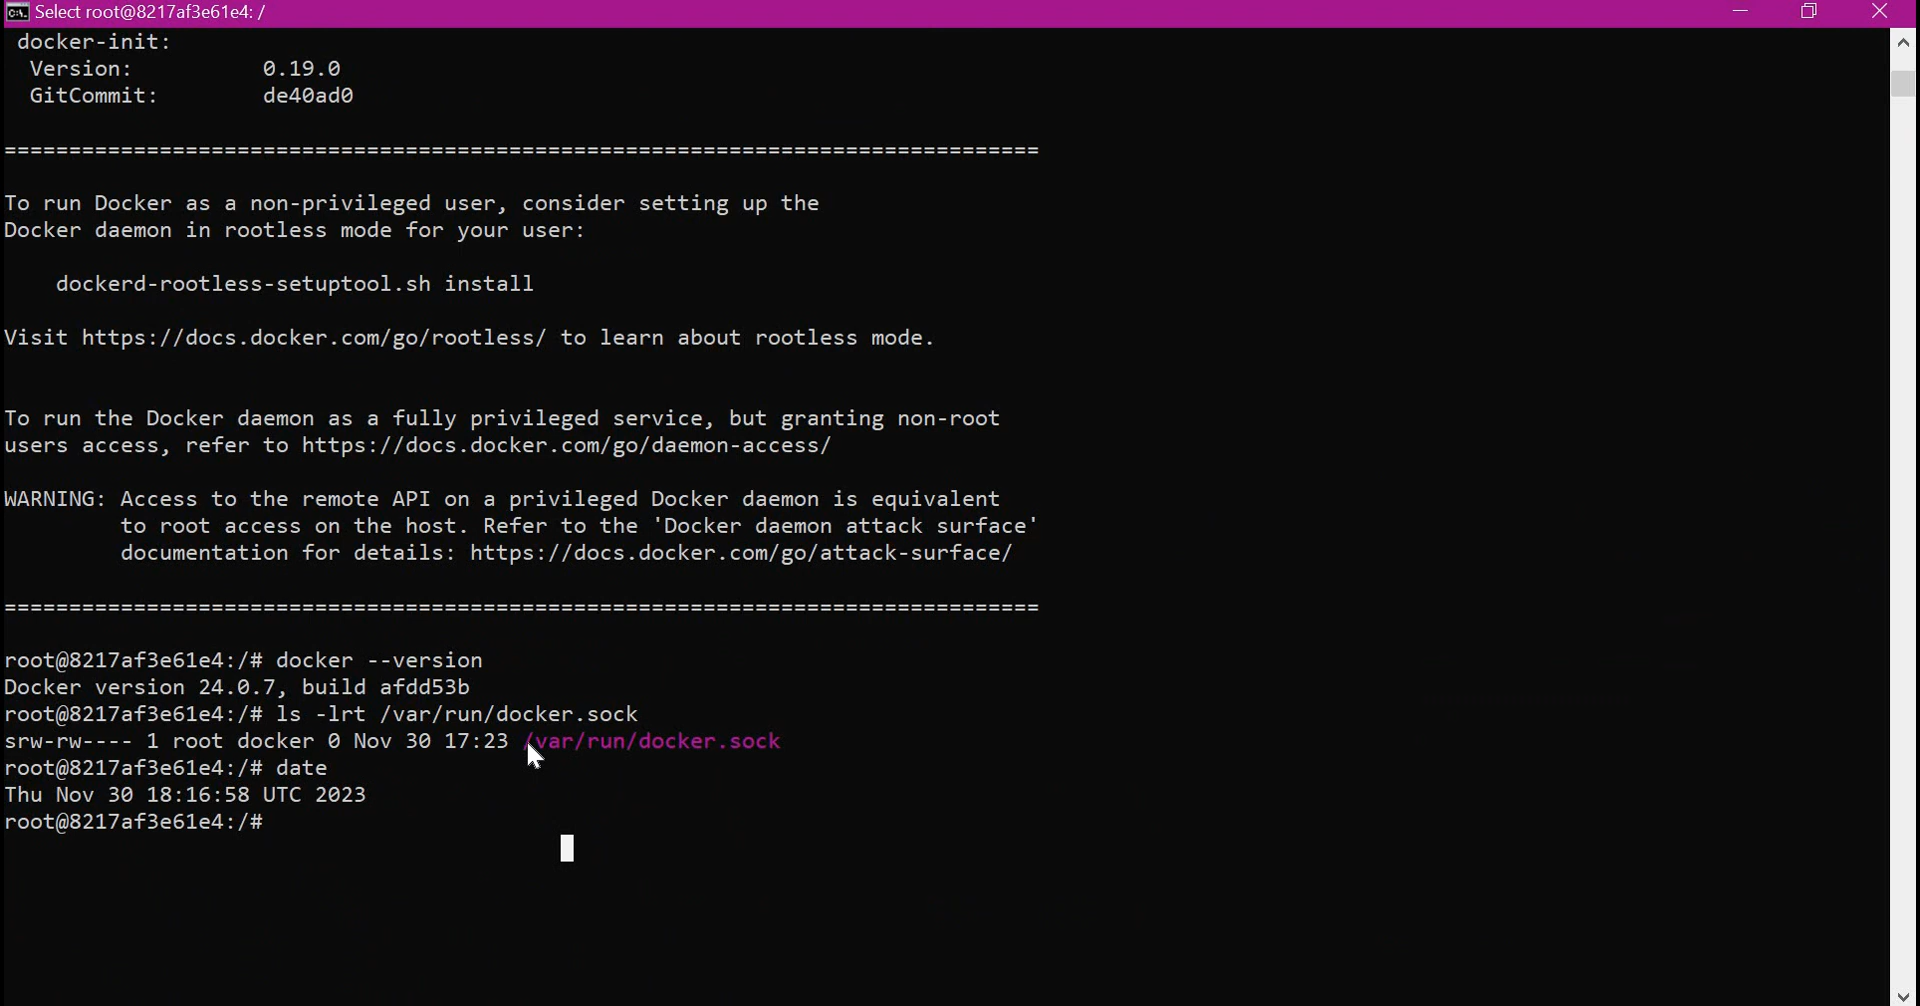 Select root@8217af3e61e4: /
docker-init:
Version: 0.19.0
GitCommit: de40ad0
================================================================================
To run Docker as a non-privileged user, consider setting up the
Docker daemon in rootless mode for your user:
dockerd-rootless-setuptool.sh install
Visit https://docs.docker.com/go/rootless/ to learn about rootless mode.
To run the Docker daemon as a fully privileged service, but granting non-root
users access, refer to https://docs.docker.com/go/daemon-access/
WARNING: Access to the remote API on a privileged Docker daemon is equivalent
to root access on the host. Refer to the 'Docker daemon attack surface'
documentation for details: https://docs.docker.com/go/attack-surface/
================================================================================
root@8217af3e61e4:/# docker --version
Docker version 24.0.7, build afdd53b
root@8217af3e61e4:/# ls -lrt /var/run/docker.sock
srw-rw---- 1 root docker 0 Nov 30 17:23 /var/run/docker.sock
root@8217af3e61e4:/# date
Thu Nov 30 18:16:58 UTC 2023
root@8217af3e61e4:/#